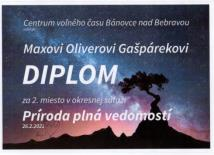 Centrum voľného času Bánovce nad Bebravou
Maxovi Oliverovi Gašpárekovi
DIPLOM
za 2. miesto v okresnej súťaži
Príroda plná vedomostí
26.2.2021